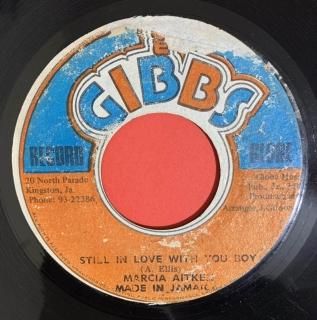 GIBBS
RECORD GLOBE
20 North Parade
Kingston, Ja.
Phone: 93-22386
STILL IN LOVE WITH YOU BOY
(A. Ellis)
MARCIA AITKEN
MADE IN JAMAICA